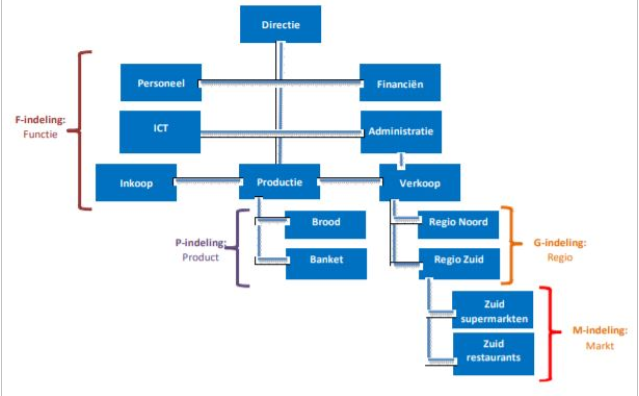 Directie
Personeel
Financiën
F-indeling:
Functie
ICT
Administratie
Inkoop
Productie
Verkoop
P-indeling:
Product
Brood
Banket
Regio Noord
Regio Zuid
G-indeling:
Regio
Zuid
supermarkten
Zuid
restaurants
M-indeling:
Markt